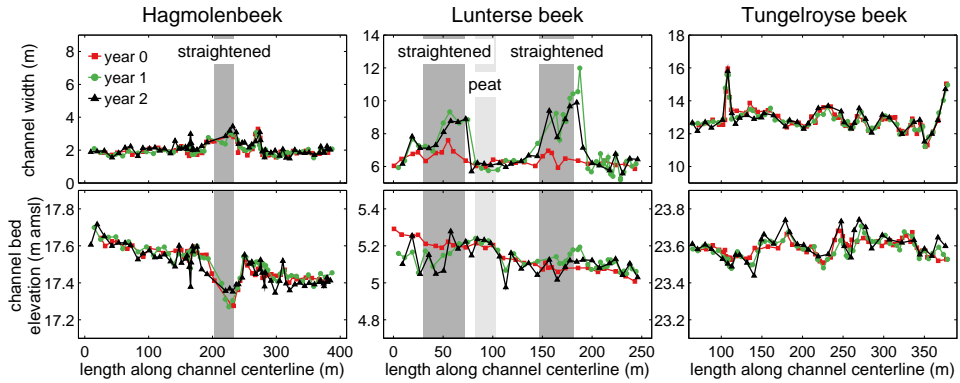 Hagmolenbeek Lunterse beek Tungelroyse beek
channel width (m)
8
6
4
2
0
straightened
year 0
year 1
year 2
14
12
10
8
6
4
straightened
peat
straightened
18
16
14
12
10
channel bed
elevation (m amsl)
17.8
17.6
17.4
17.2
5.4
5.2
5
4.8
23.8
23.6
23.4
23.2
0 100 200 300 400
0 50 100 150 200 250
100 150 200 250 300 350
length along channel centerline (m) length along channel centerline (m) length along channel centerline (m)